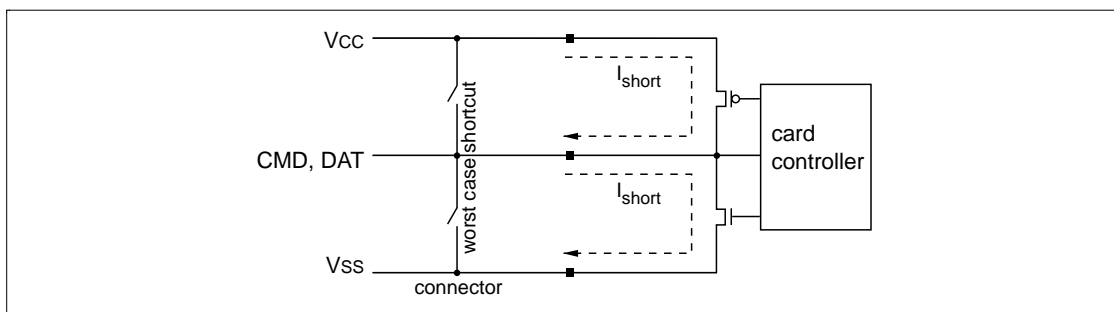 VCC
Ishort
card
controller
worst case shortcut
CMD, DAT
Ishort
VSS
connector